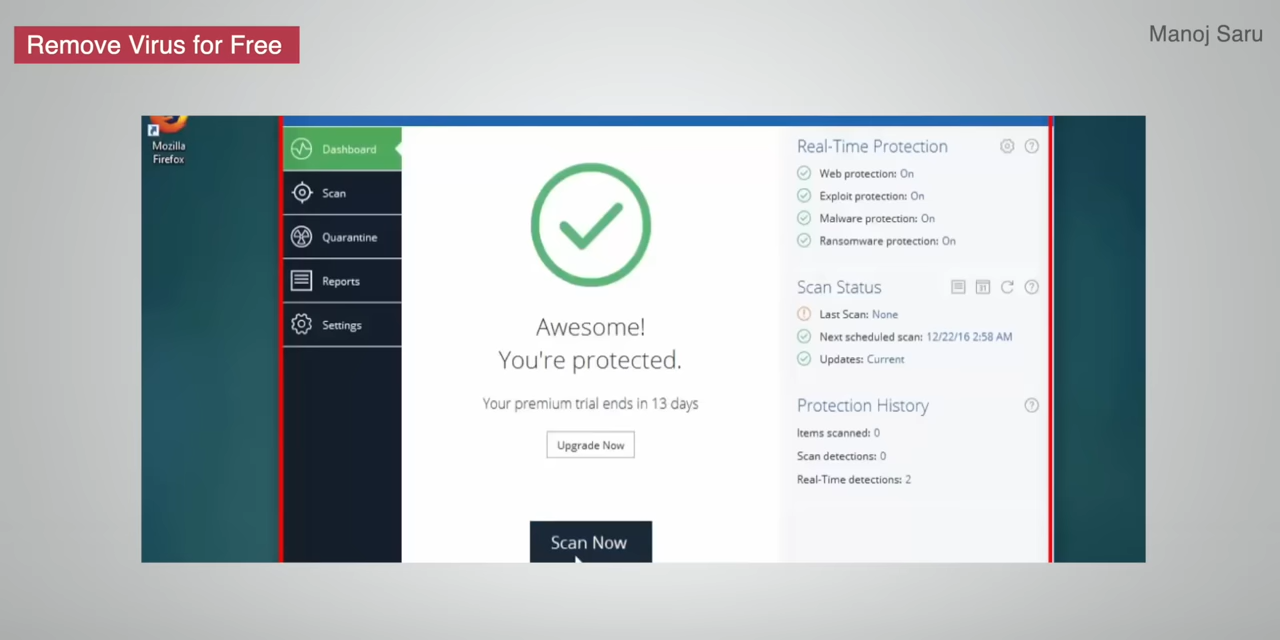 Remove Virus for Free
Manoj Saru
Mozilla
Firefox
Dashboard
Scan
Quarantine
Reports
Settings
Awesome!
You're protected.
Your premium trial ends in 13 days
Upgrade Now
Scan Now
Real-Time Protection
Web protection: On
Exploit protection: On
Malware protection: On
Ransomware protection: On
Scan Status
31
Last Scan: None
Next scheduled scan: 12/22/16 2:58 AM
Updates: Current
Protection History
Items scanned: 0
Scan detections: 0
Real-Time detections: 2